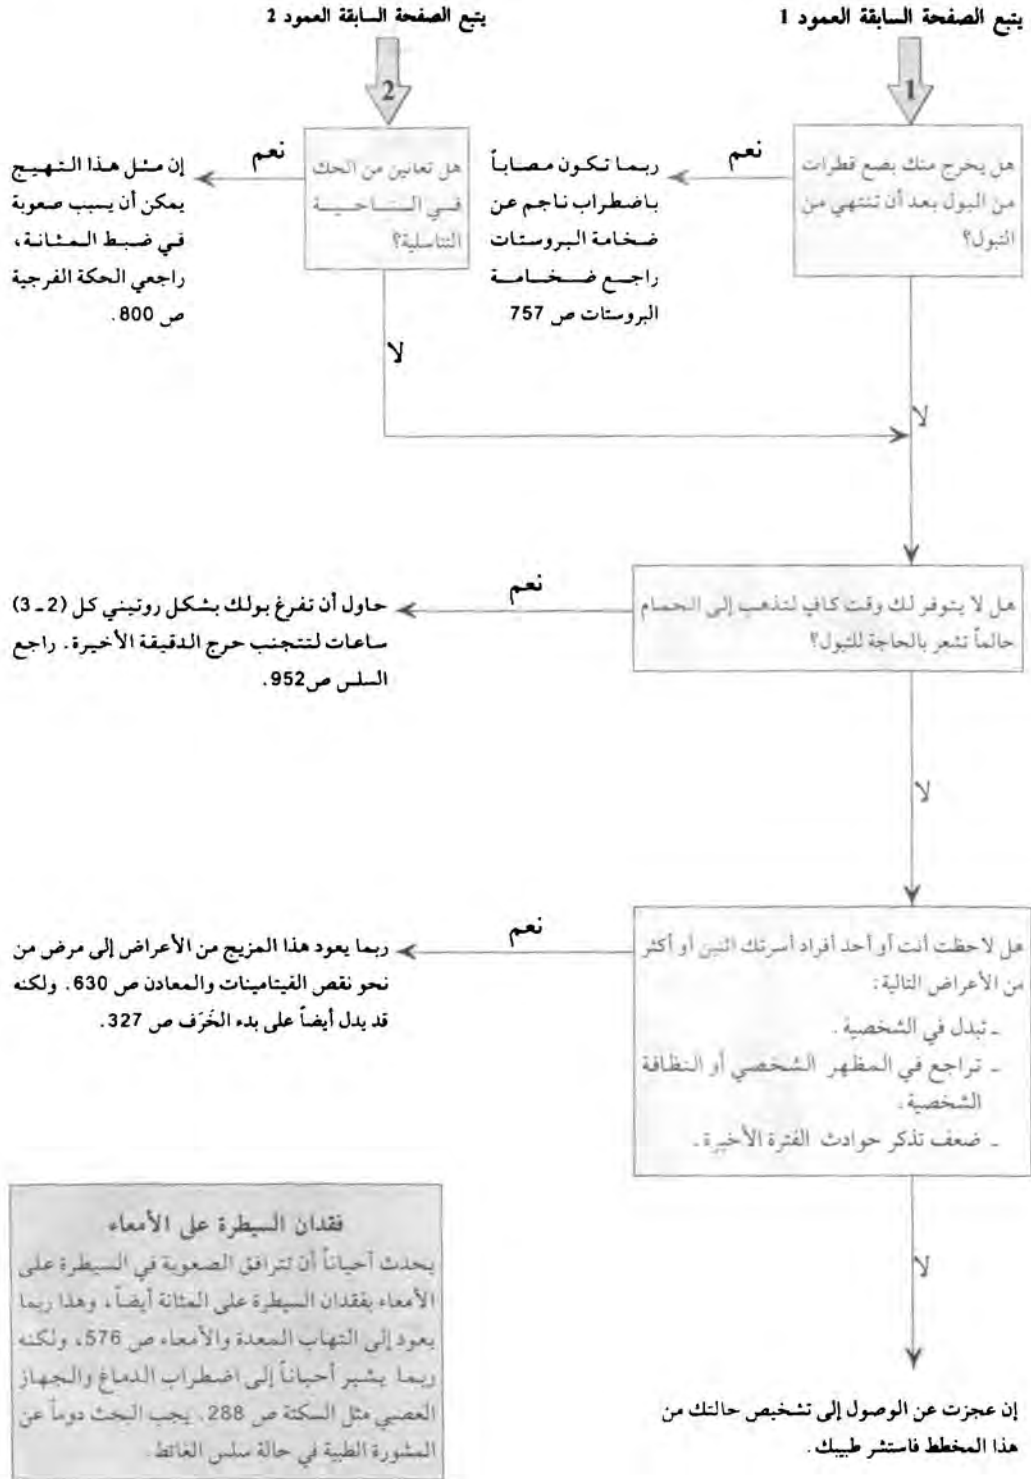 يتبع الصفحة السابقة العمود 1
يتبع الصفحة السابقة العمود 2
1
2
هل يخرج منك بضع قطرات
من البول بعد أن تنتهي من
التبول؟
نعم
ربما تكون مصاباً
باضطراب ناجم عن
ضخامة البروستات
راجع ضخامة
البروستات ص 757
هل تعانين من الحك
في الناحية
التناسلية؟
نعم
إن مثل هذا التهيج
يمكن أن يسبب صعوبة
في ضبط المثانة،
راجعي الحكة الفرجية
ص 800.
لا
لا
هل لا يتوفر لك وقت كافٍ لتذهب إلى الحمام
حالماً تشعر بالحاجة للتبول؟
نعم
حاول أن تفرغ بولك بشكل روتيني كل (2 ـ 3)
ساعات لتتجنب حرج الدقيقة الأخيرة. راجع
السلس ص952.
لا
هل لاحظت أنت أو أحد أفراد أسرتك اثنين أو أكثر
من الأعراض التالية:
ـ تبدل في الشخصية.
ـ تراجع في المظهر الشخصي أو النظافة
الشخصية.
ـ ضعف تذكر حوادث الفترة الأخيرة.
نعم
ربما يعود هذا المزيج من الأعراض إلى مرض من
نحو نقص الفيتامينات والمعادن ص 630. ولكنه
قد يدل أيضاً على بدء الخَرَف ص 327.
لا
إن عجزت عن الوصول إلى تشخيص حالتك من
هذا المخطط فاستشر طبيبك.
فقدان السيطرة على الأمعاء
يحدث أحياناً أن تترافق الصعوبة في السيطرة على
الأمعاء بفقدان السيطرة على المثانة أيضاً، وهذا ربما
يعود إلى التهاب المعدة والأمعاء ص 576، ولكنه
ربما يشير أحياناً إلى اضطراب الدماغ والجهاز
العصبي مثل السكتة ص 288. يجب البحث دوماً عن
المشورة الطبية في حالة سلس الغائط.